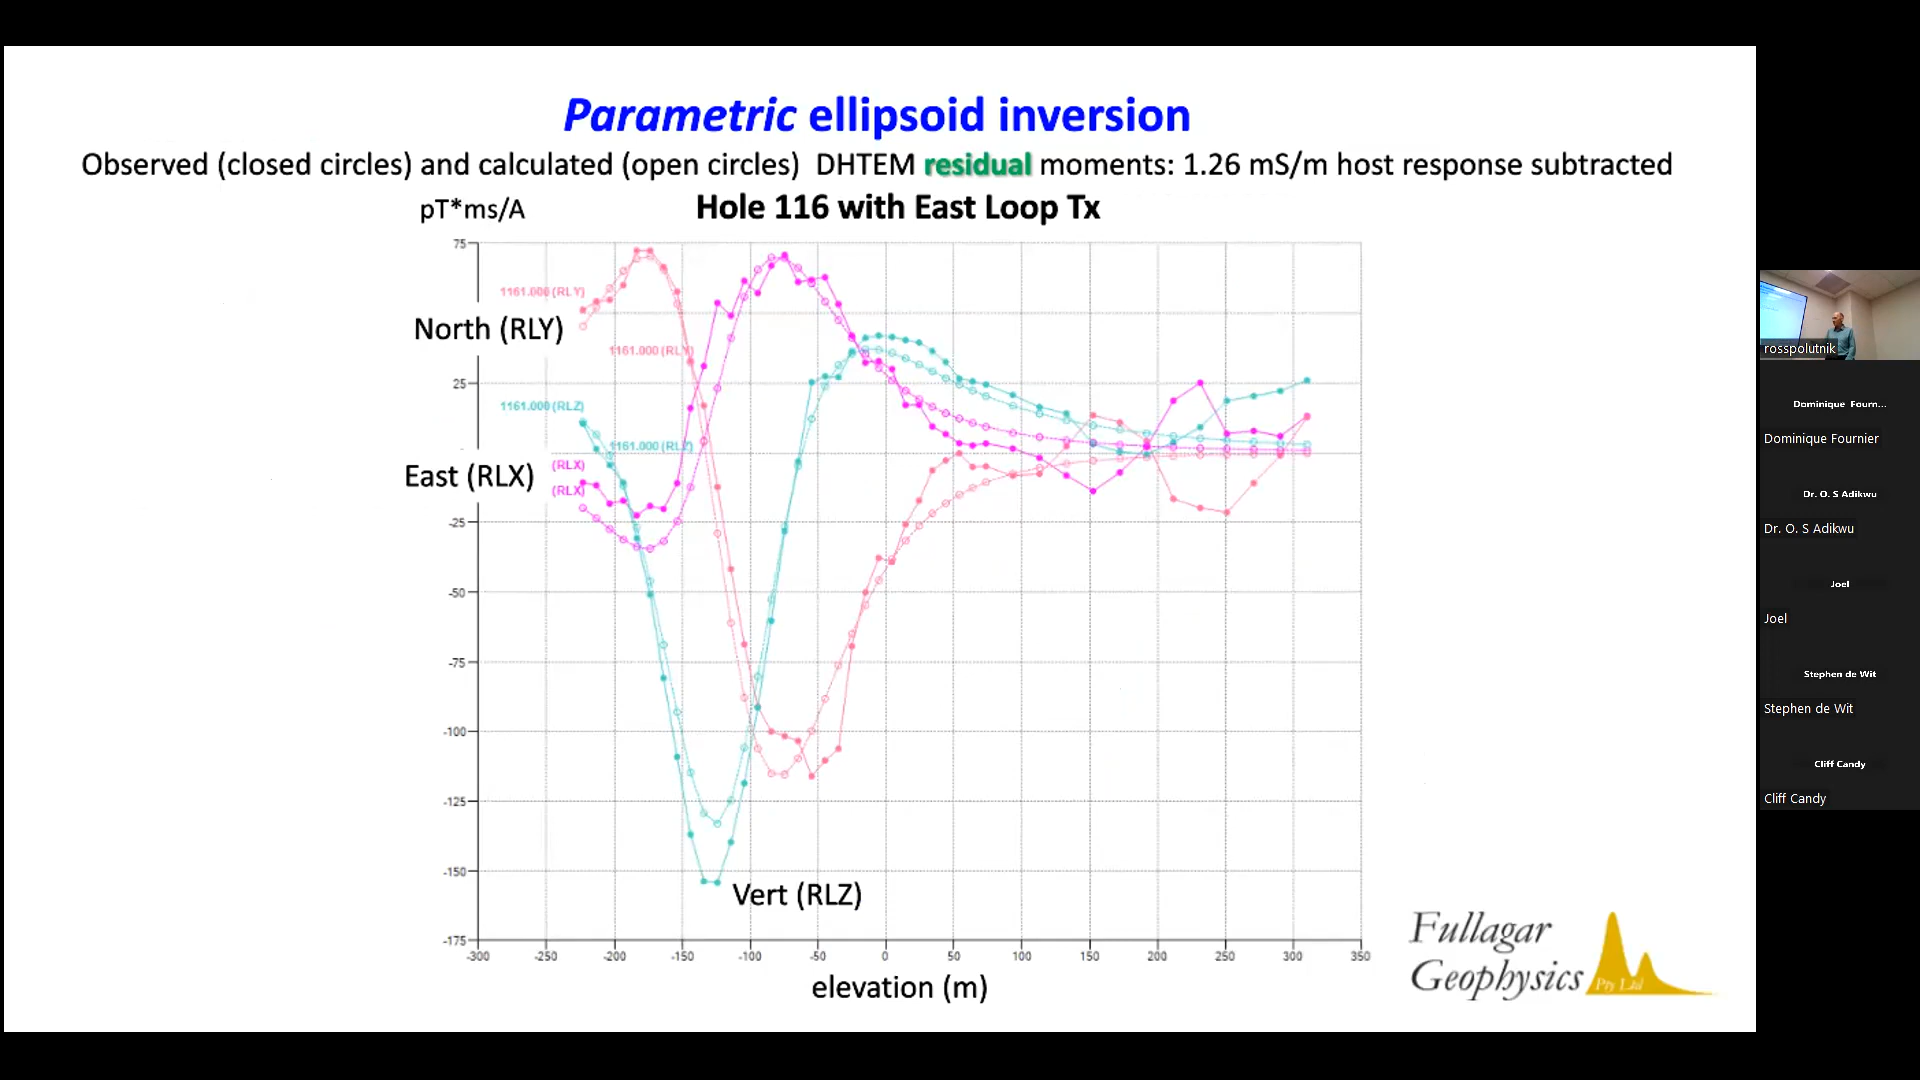 Parametric ellipsoid inversion
Observed (closed circles) and calculated (open circles) DHTEM residual moments: 1.26 mS/m host response subtracted
pT*ms/A
Hole 116 with East Loop Tx
75
1161.000 (RLY)
North (RLY)
1161.000 (RLY)
25
1161.000 (RLZ)
1161.000 (RLZ)
(RLX)
East (RLX)
(RLX)
-25
-50
-75
-100
-125
-150
Vert (RLZ)
-175
-300 -250 -200 -150 -100 -50 0 50 100 150 200 250 300 350
elevation (m)
Fullagar
Geophysics
Pty Ltd
rosspolutnik
Dominique Fourn...
Dominique Fournier
Dr. O. S Adikwu
Dr. O. S Adikwu
Joel
Joel
Stephen de Wit
Stephen de Wit
Cliff Candy
Cliff Candy